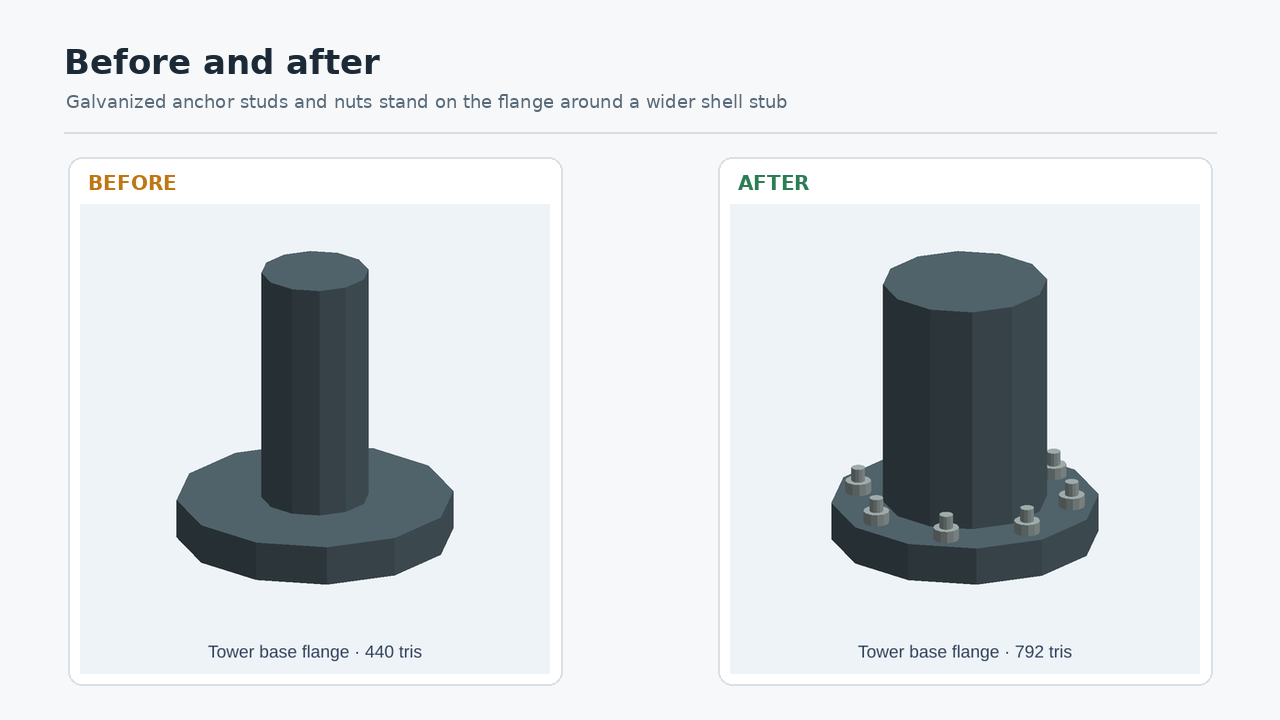 Before and after
Galvanized anchor studs and nuts stand on the flange around a wider shell stub
BEFORE
AFTER
Tower base flange · 440 tris
Tower base flange · 792 tris